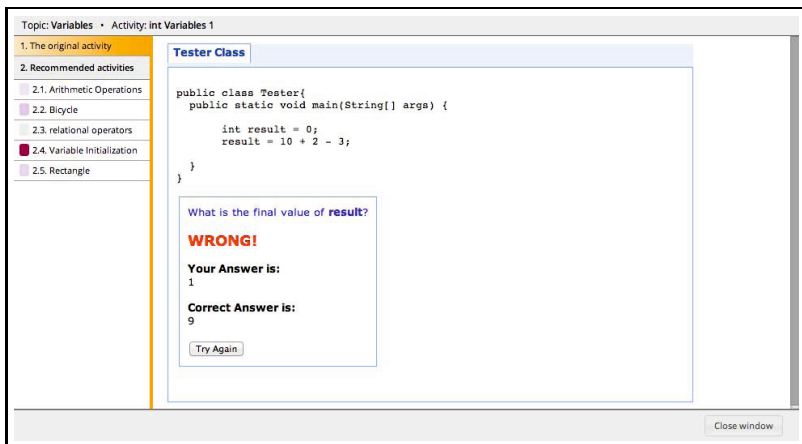 Topic: Variables • Activity: int Variables 1
1. The original activity
2. Recommended activities
2.1. Arithmetic Operations
2.2. Bicycle
2.3. relational operators
2.4. Variable Initialization
2.5. Rectangle
Tester Class
public class Tester{
public static void main(String[] args) {
int result = 0;
result = 10 + 2 - 3;
}
}
What is the final value of result?
WRONG!
Your Answer is:
1
Correct Answer is:
9
Try Again
Close window